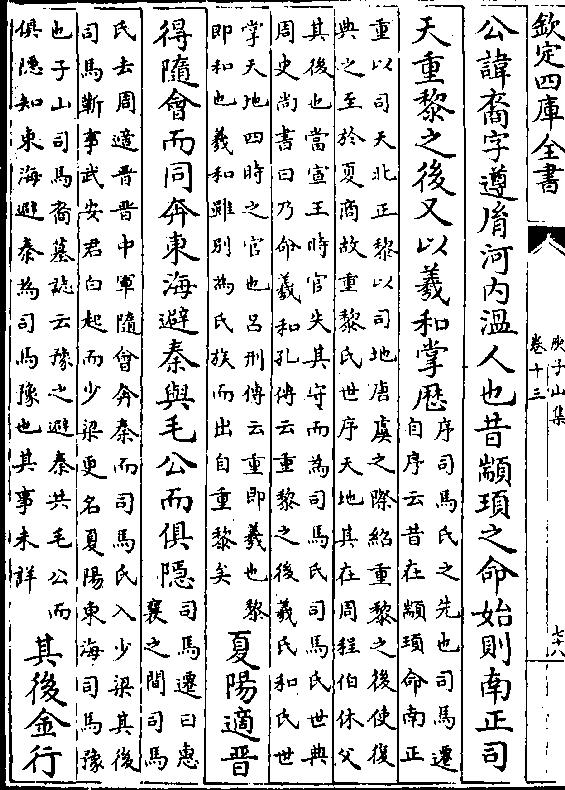 欽定四庫全書
庾子山集
卷十三
七十八
公諱裔字遵胤河內溫人也昔顓頊之命始則南正司
天重黎之後又以羲和掌歴
序司馬氏之先也司馬遷
自序云昔在顓頊命南正
重以司天北正黎以司地唐虞之際紹重黎之後使復
典之至於夏商故重黎氏世序天地其在周程伯休父
其後也當宣王時官失其守而為司馬氏司馬氏世典
周史尚書曰乃命羲和孔傳云重黎之後羲氏和氏世
掌天地四時之官也呂刑傳云重即羲也黎
即和也羲和雖別為氏族而出自重黎矣
夏陽適晋
得隨會而同奔東海避秦與毛公而俱隱
司馬遷曰惠
襄之間司馬
氏去周適晋晋中軍隨會奔秦而司馬氏入少梁其後
司馬靳事武安君白起而少梁更名夏陽東海司馬豫
也子山司馬裔墓誌云豫之避秦共毛公而
俱隱知東海避秦為司馬豫也其事未詳
其後金行